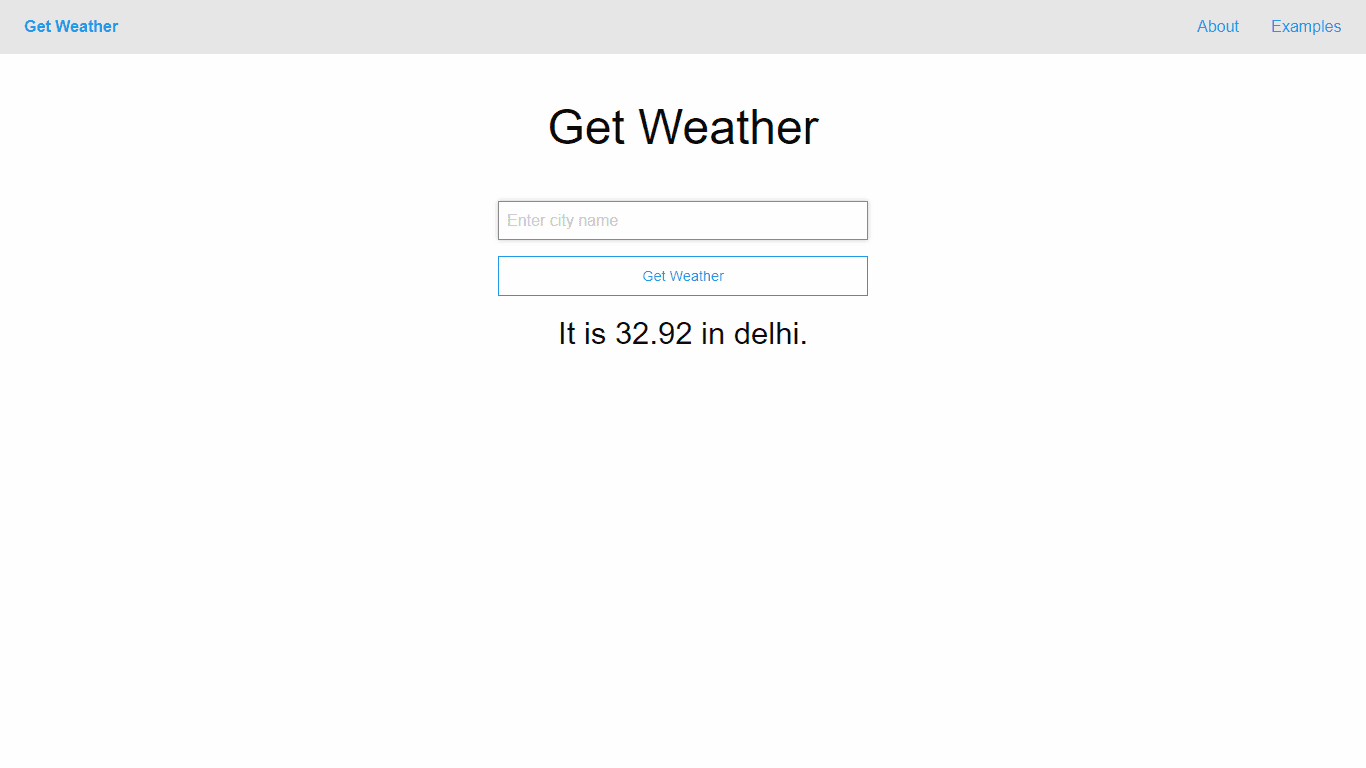 Get Weather About Examples
Get Weather
Enter city name
Get Weather
It is 32.92 in delhi.